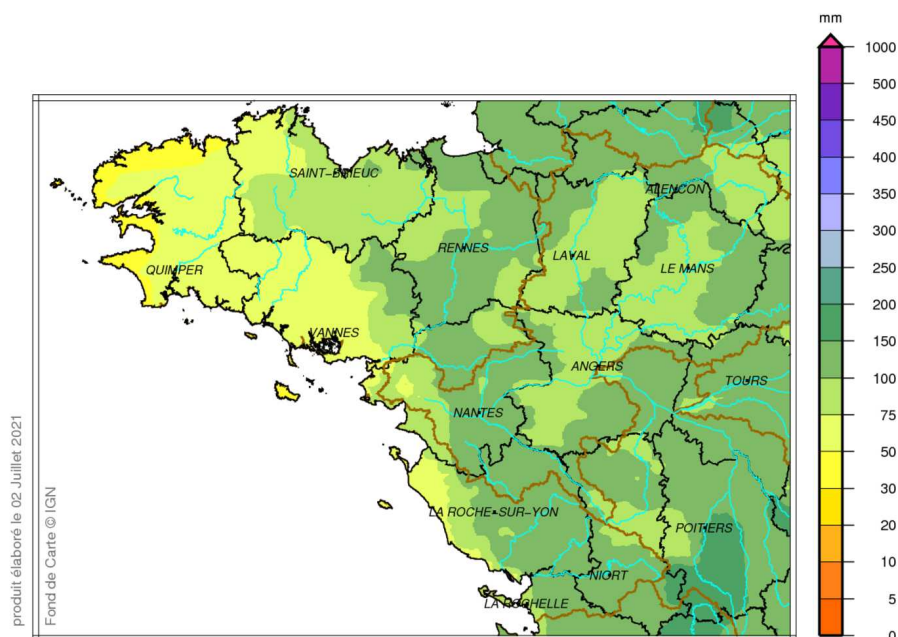 mm
1000
500
450
400
350
300
250
200
150
100
75
50
30
20
10
5
0
SAINT-BRIEUC
ALENCON
RENNES
LAVAL
LE MANS
QUIMPER
VANNES
ANGERS
TOURS
NANTES
LA ROCHE-SUR-YON
POITIERS
NIORT
LA ROCHELLE
produit élaboré le 02 Juillet 2021
Fond de Carte © IGN